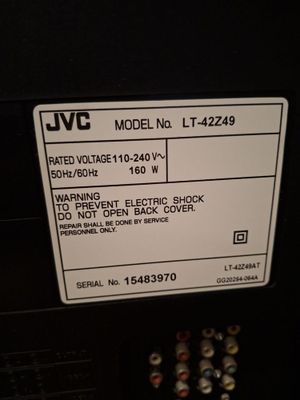 JVC MODEL No. LT-42Z49
RATED VOLTAGE 110-240 V~
50Hz/60Hz 160 W
WARNING
TO PREVENT ELECTRIC SHOCK
DO NOT OPEN BACK COVER.
REPAIR SHALL BE DONE BY SERVICE
PERSONNEL ONLY.
LT-42Z49AT
SERIAL No. 15483970
GG20264-064A